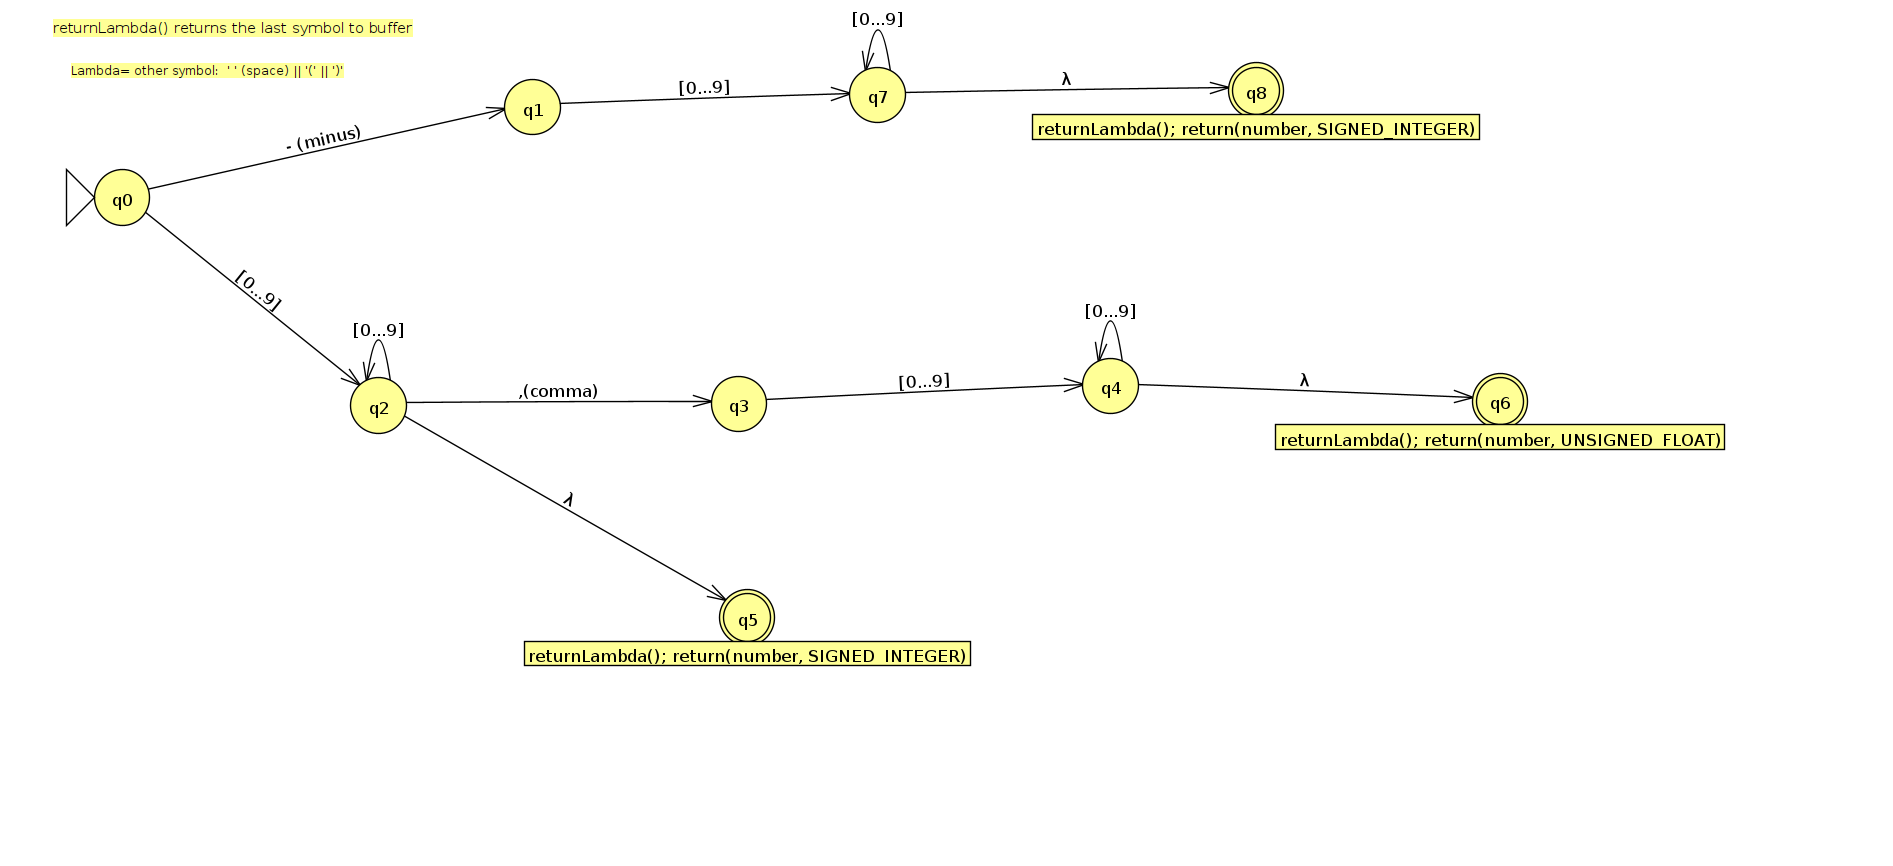 returnLambda() returns the last symbol to buffer
Lambda= other symbol:  ' ' (space) || '(' || ')'
[0...9]
q7
λ
q8
returnLambda(); return(number, SIGNED_INTEGER)
[0...9]
q1
- (minus)
q0
[0...9]
[0...9]
q2
,(comma)
q3
[0...9]
[0...9]
q4
λ
q6
returnLambda(); return(number, UNSIGNED_FLOAT)
λ
q5
returnLambda(); return(number, SIGNED_INTEGER)